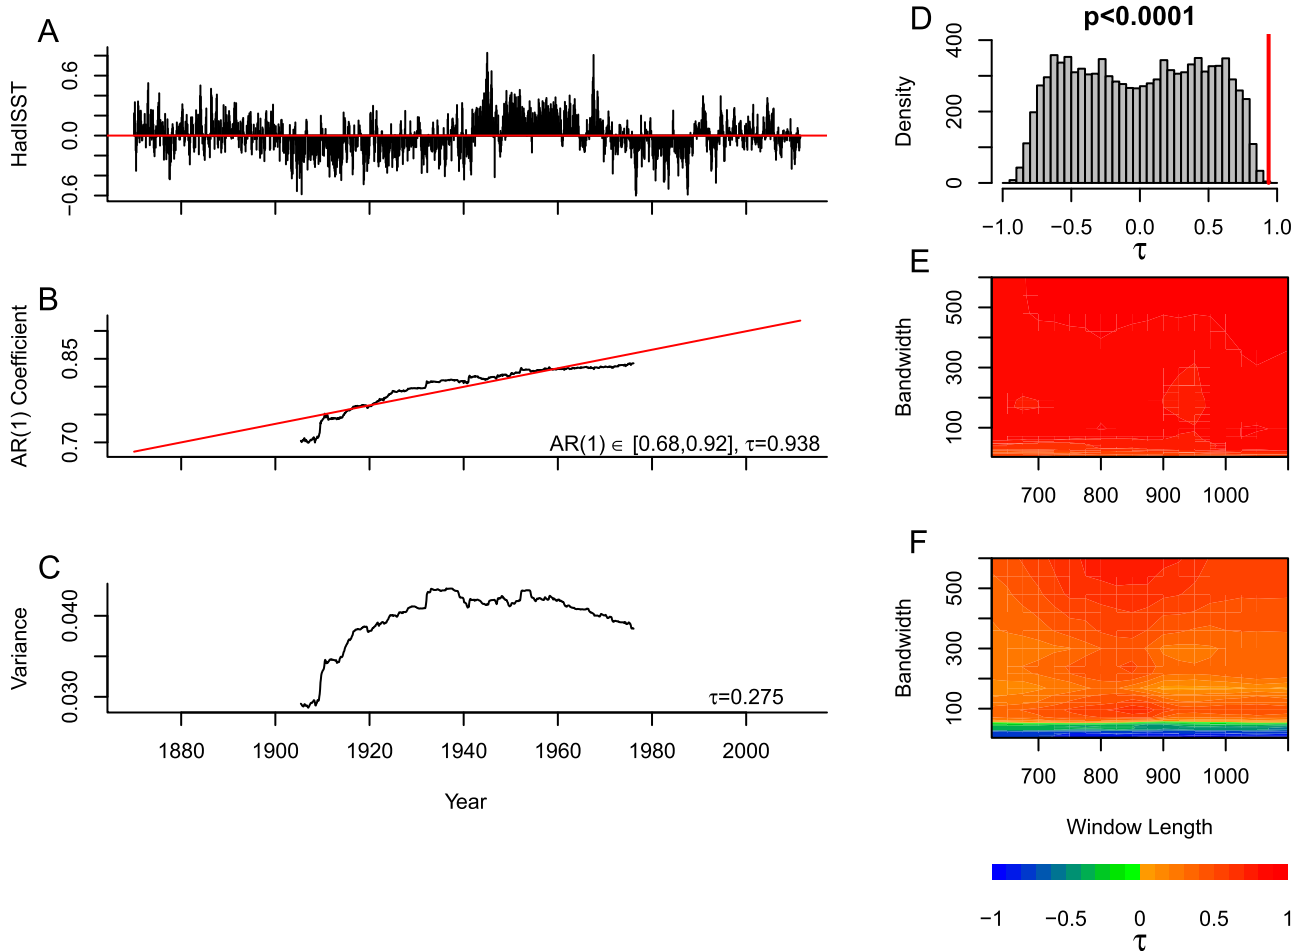 A
HadISST
0.6
0.0
−0.6
B
AR(1) Coefficient
0.85
0.70
AR(1) ∈ [0.68,0.92], τ=0.938
C
Variance
0.040
0.030
τ=0.275
1880 1900 1920 1940 1960 1980 2000
Year
D
p<0.0001
Density
400
200
0
−1.0 −0.5 0.0 0.5 1.0
τ
E
Bandwidth
500
300
100
700 800 900 1000
F
Bandwidth
500
300
100
700 800 900 1000
Window Length
−1 −0.5 0 0.5 1
τ